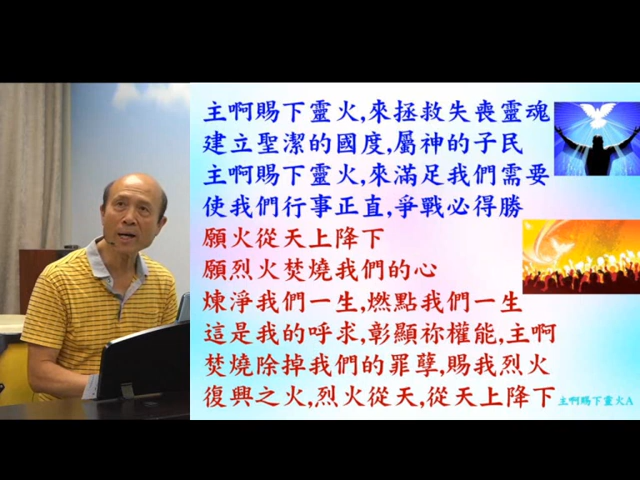 主啊賜下靈火,來拯救失喪靈魂
建立聖潔的國度,屬神的子民
主啊賜下靈火,來滿足我們需要
使我們行事正直,爭戰必得勝
願火從天上降下
願烈火焚燒我們的心
煉淨我們一生,燃點我們一生
這是我的呼求,彰顯祢權能,主啊
焚燒除掉我們的罪孽,賜我烈火
復興之火,烈火從天,從天上降下
主啊賜下靈火A